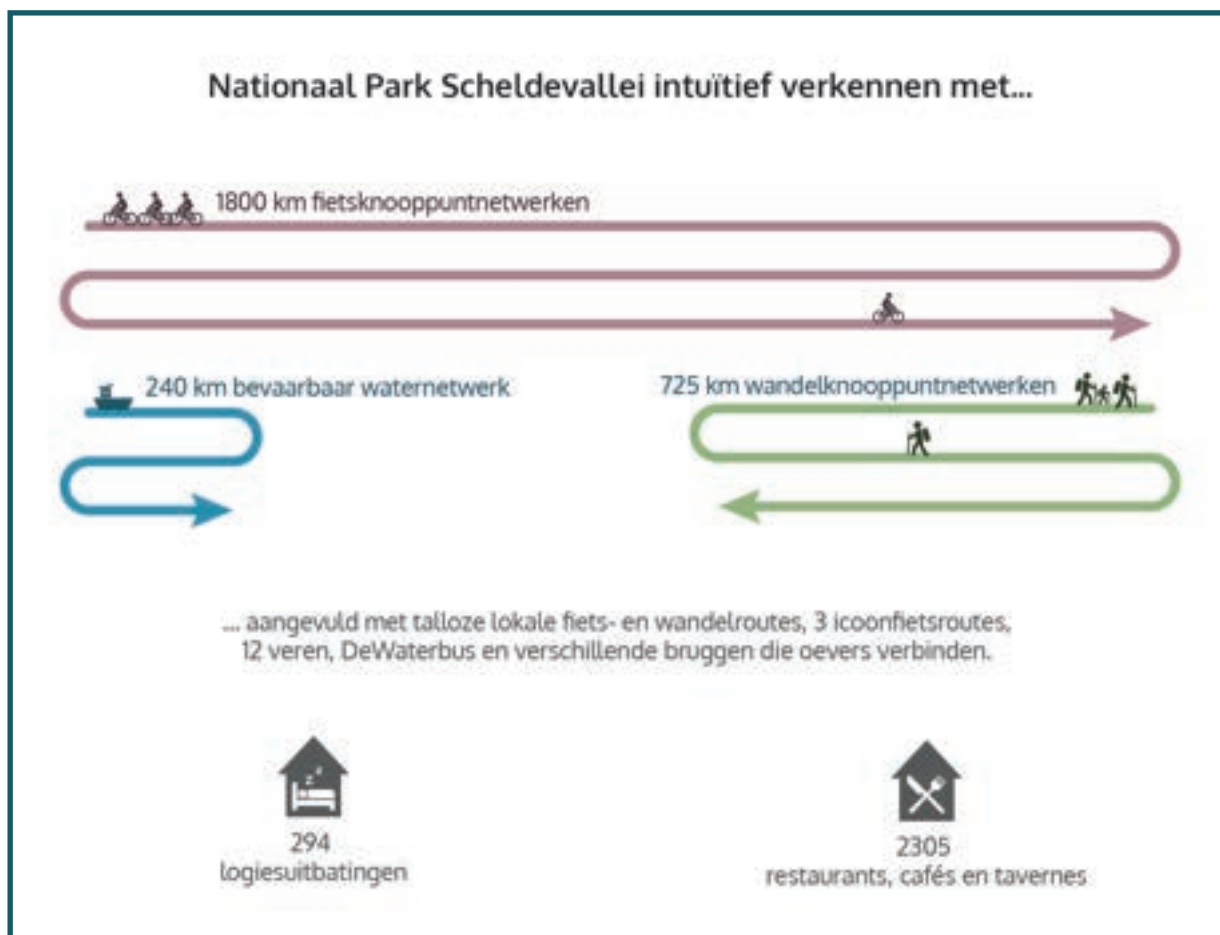 Nationaal Park Scheldevallei intuïtief verkennen met...
1800 km fietsknooppuntnetwerken
240 km bevaarbaar waternetwerk
725 km wandelknooppuntnetwerken
... aangevuld met talloze lokale fiets- en wandelroutes, 3 icoonfietsroutes,
12 veren, DeWaterbus en verschillende bruggen die oevers verbinden.
294
logiesuitbatingen
2305
restaurants, cafés en tavernes